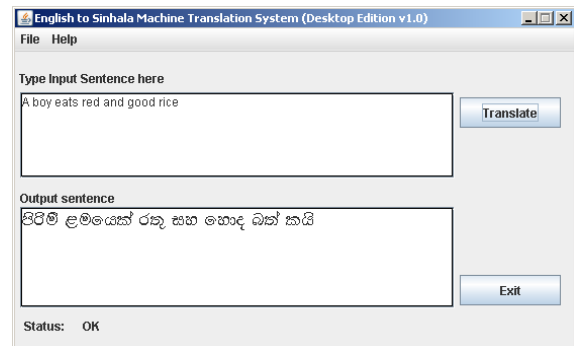 English to Sinhala Machine Translation System (Desktop Edition v1.0)
File Help
Type Input Sentence here
A boy eats red and good rice
Translate
Output sentence
පිරිමි ළමයෙක් රතු සහ හොද බත් කයි
Exit
Status: OK